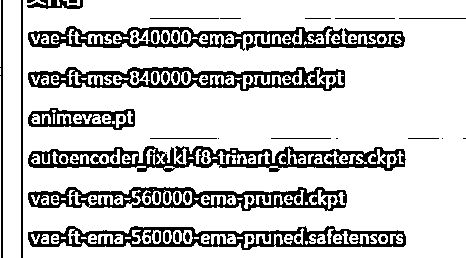 vae-ft-mse-840000-ema-pruned.safetensors
vae-ft-mse-840000-ema-pruned.ckpt
animevae.pt
autoencoder_fix_kl-f8-trinart_characters.ckpt
vae-ft-ema-560000-ema-pruned.ckpt
vae-ft-ema-560000-ema-pruned.safetensors